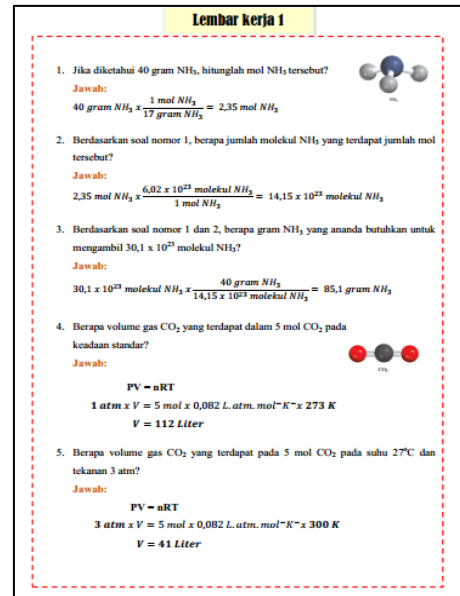 Lembar kerja 1
1. Jika diketahui 40 gram NH₃, hitunglah mol NH₃ tersebut?
Jawab:
40 gram NH₃ x 1 mol NH₃ / 17 gram NH₃ = 2,35 mol NH₃
NH₃
2. Berdasarkan soal nomor 1, berapa jumlah molekul NH₃ yang terdapat jumlah mol
tersebut?
Jawab:
2,35 mol NH₃ x 6,02 x 10²³ molekul NH₃ / 1 mol NH₃ = 14,15 x 10²³ molekul NH₃
3. Berdasarkan soal nomor 1 dan 2, berapa gram NH₃ yang ananda butuhkan untuk
mengambil 30,1 x 10²³ molekul NH₃?
Jawab:
30,1 x 10²³ molekul NH₃ x 40 gram NH₃ / 14,15 x 10²³ molekul NH₃ = 85,1 gram NH₃
4. Berapa volume gas CO₂ yang terdapat dalam 5 mol CO₂ pada
keadaan standar?
CO₂
Jawab:
PV = nRT
1 atm x V = 5 mol x 0,082 L.atm.mol⁻K⁻x 273 K
V = 112 Liter
5. Berapa volume gas CO₂ yang terdapat pada 5 mol CO₂ pada suhu 27⁰C dan
tekanan 3 atm?
Jawab:
PV = nRT
3 atm x V = 5 mol x 0,082 L.atm.mol⁻K⁻x 300 K
V = 41 Liter